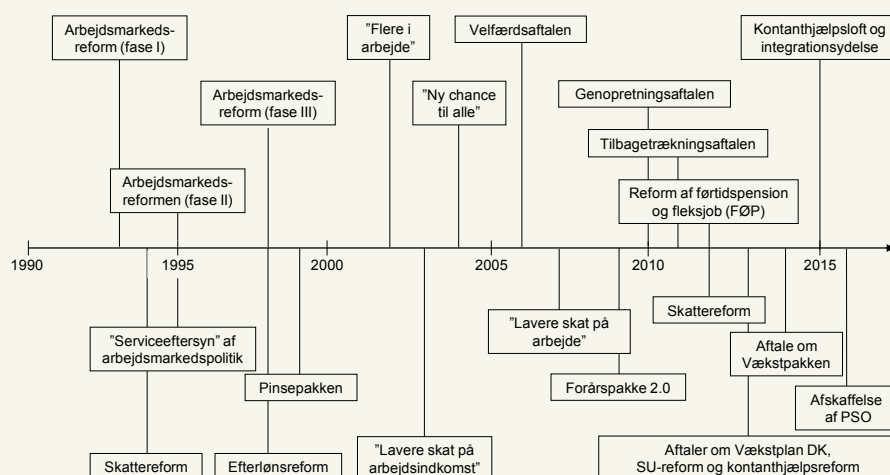 Arbejdsmarkeds-
reform (fase I)
"Flere i
arbejde"
Velfærdsaftalen
Kontanthjælpsloft og
integrationsydelse
Arbejdsmarkeds-
reform (fase III)
"Ny chance
til alle"
Genopretningsaftalen
Tilbagetrækningsaftalen
Arbejdsmarkeds-
reformen (fase II)
Reform af førtidspension
og fleksjob (FØP)
1990
1995
2000
2005
2010
2015
"Serviceeftersyn" af
arbejdsmarkedspolitik
"Lavere skat på
arbejde"
Skattereform
Aftale om
Vækstpakken
Pinsepakken
Forårspakke 2.0
Afskaffelse
af PSO
Skattereform
Efterlønsreform
"Lavere skat på
arbejdsindkomst"
Aftaler om Vækstplan DK,
SU-reform og kontanthjælpsreform